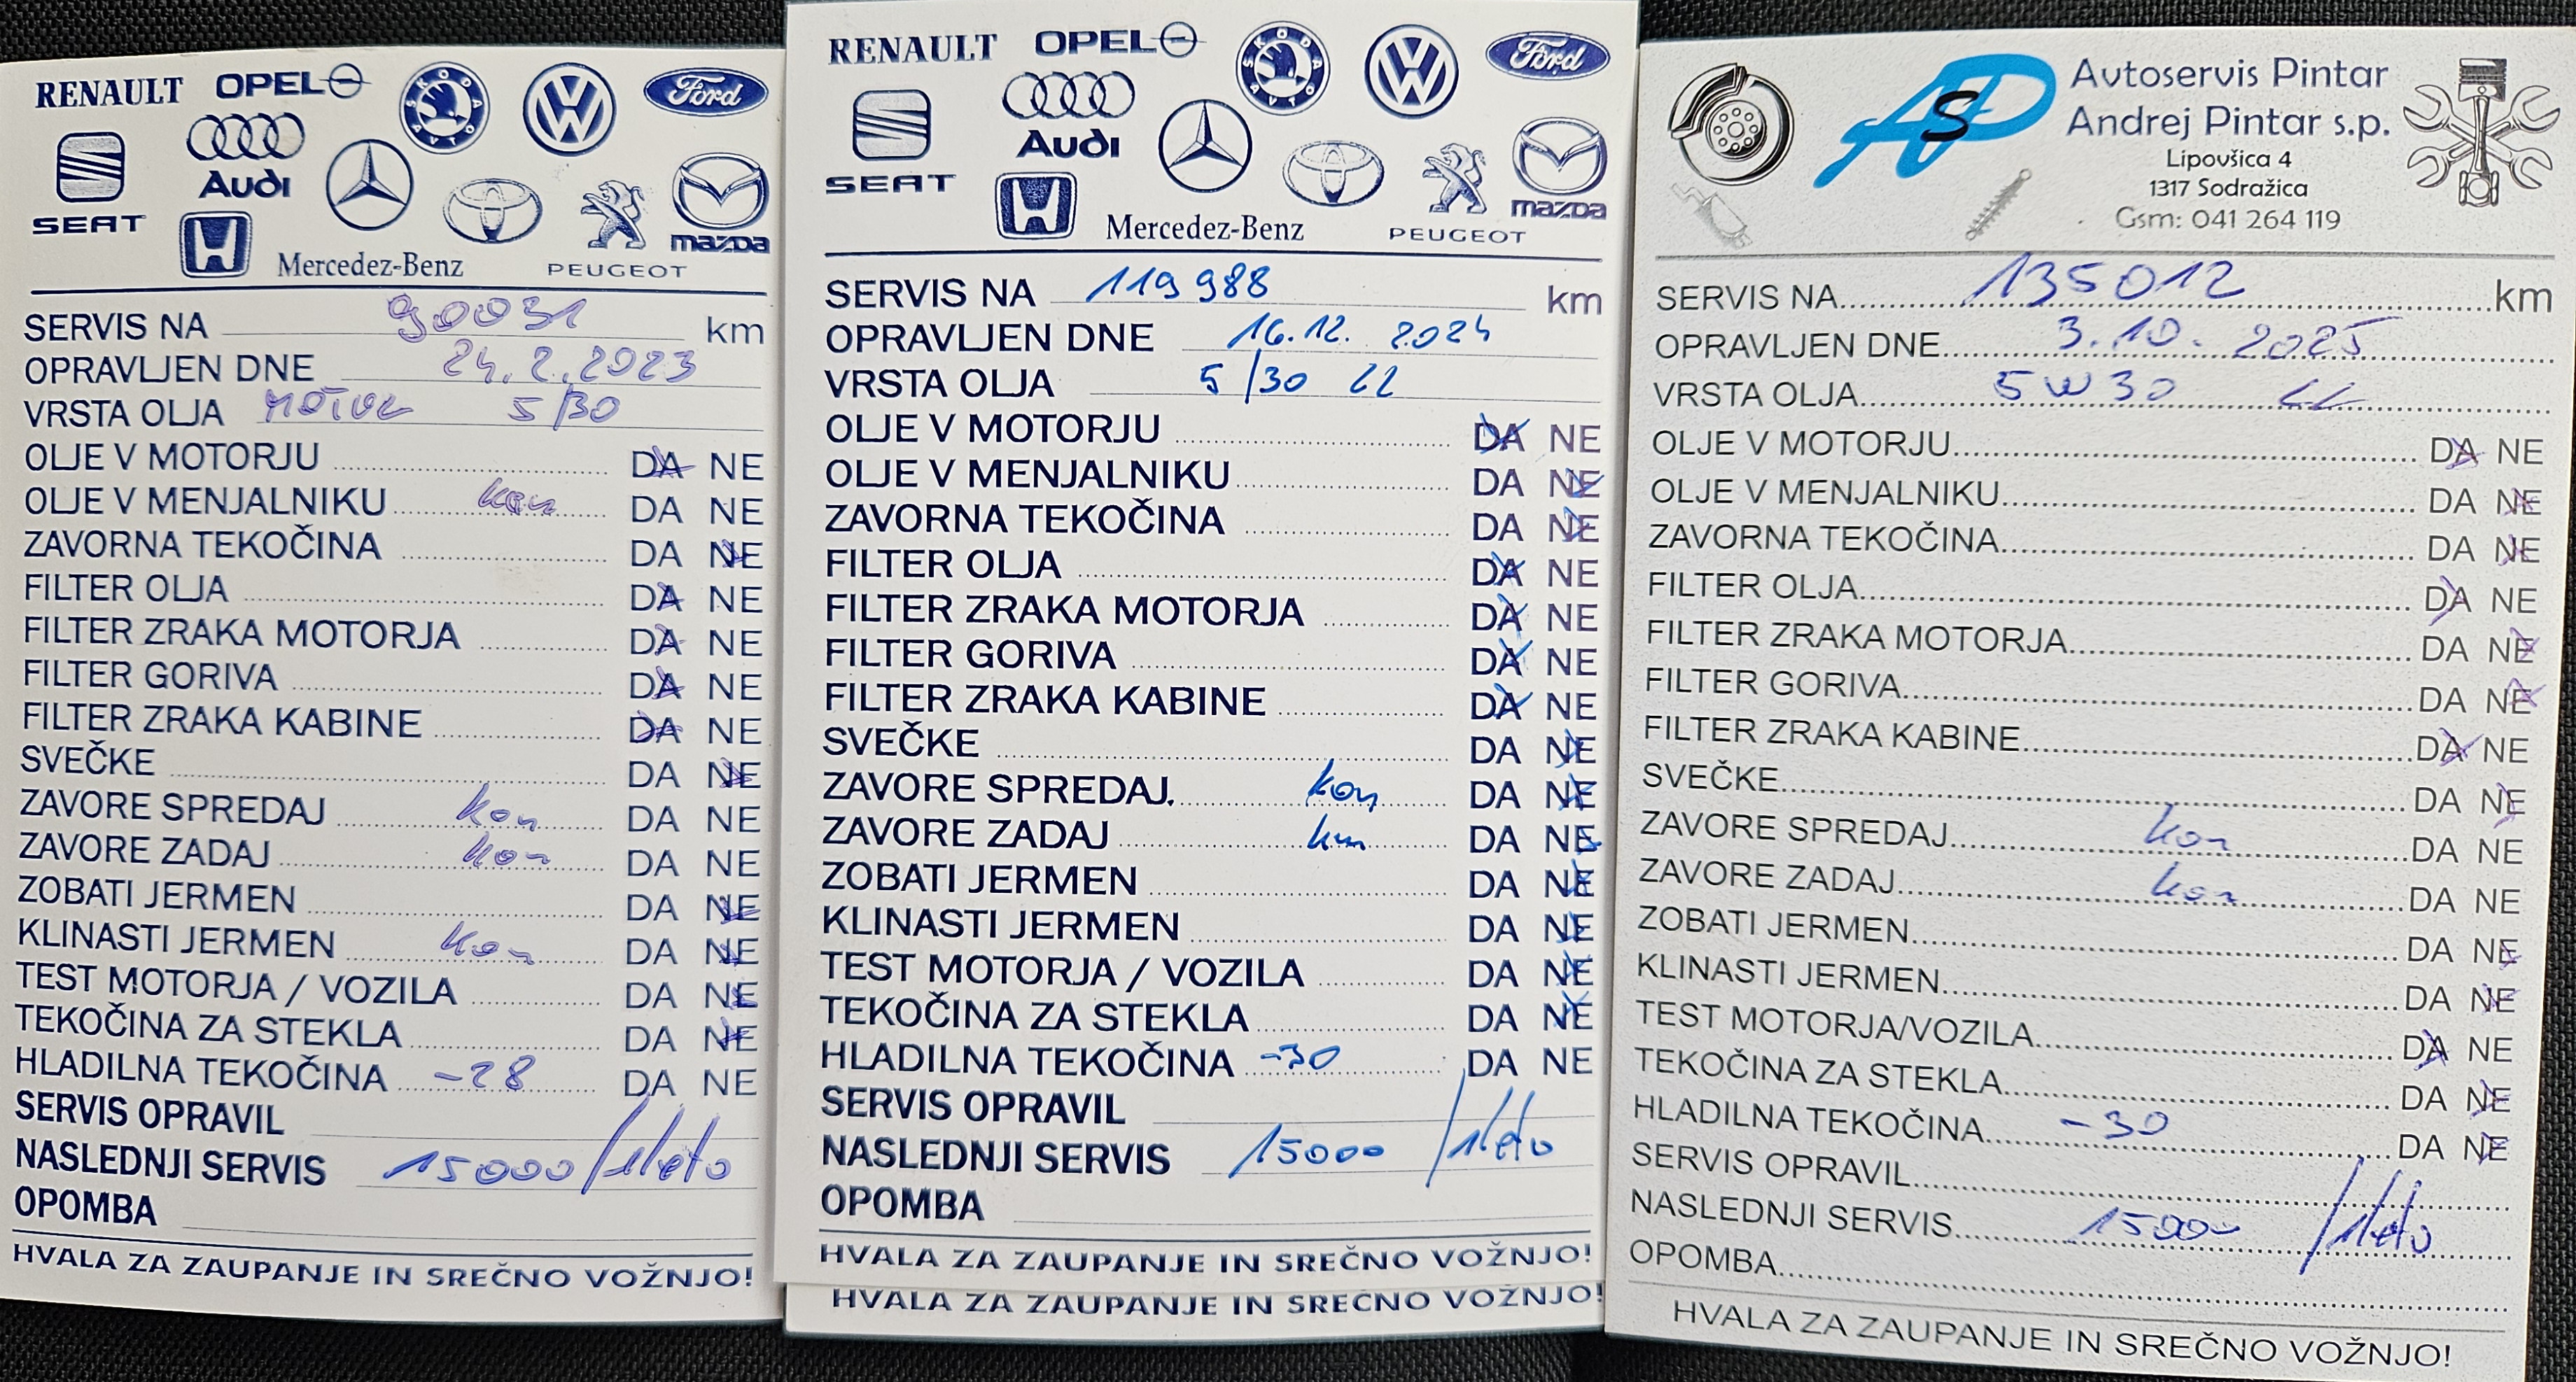 RENAULT OPEL ŠKODA AUTO VW Ford
SEAT Audi mazda
H Mercedez-Benz PEUGEOT
SERVIS NA 90031 km
OPRAVLJEN DNE 24.2.2023
VRSTA OLJA MOTUL 5/30
OLJE V MOTORJU DA NE
OLJE V MENJALNIKU kon DA NE
ZAVORNA TEKOČINA DA NE
FILTER OLJA DA NE
FILTER ZRAKA MOTORJA DA NE
FILTER GORIVA DA NE
FILTER ZRAKA KABINE DA NE
SVEČKE DA NE
ZAVORE SPREDAJ kon DA NE
ZAVORE ZADAJ kon DA NE
ZOBATI JERMEN DA NE
KLINASTI JERMEN kon DA NE
TEST MOTORJA / VOZILA DA NE
TEKOČINA ZA STEKLA DA NE
HLADILNA TEKOČINA -28 DA NE
SERVIS OPRAVIL
NASLEDNJI SERVIS 15000 / 1leto
OPOMBA
HVALA ZA ZAUPANJE IN SREČNO VOŽNJO!
RENAULT OPEL ŠKODA AUTO VW Ford
SEAT Audi mazda
H Mercedez-Benz PEUGEOT
SERVIS NA 119988 km
OPRAVLJEN DNE 16.12. 2024
VRSTA OLJA 5/30 LL
OLJE V MOTORJU DA NE
OLJE V MENJALNIKU DA NE
ZAVORNA TEKOČINA DA NE
FILTER OLJA DA NE
FILTER ZRAKA MOTORJA DA NE
FILTER GORIVA DA NE
FILTER ZRAKA KABINE DA NE
SVEČKE DA NE
ZAVORE SPREDAJ kon DA NE
ZAVORE ZADAJ kon DA NE
ZOBATI JERMEN DA NE
KLINASTI JERMEN DA NE
TEST MOTORJA / VOZILA DA NE
TEKOČINA ZA STEKLA DA NE
HLADILNA TEKOČINA -30 DA NE
SERVIS OPRAVIL
NASLEDNJI SERVIS 15000 / 1leto
OPOMBA
HVALA ZA ZAUPANJE IN SREČNO VOŽNJO!
HVALA ZA ZAUPANJE IN SREČNO VOŽNJO!
ASP Avtoservis Pintar
Andrej Pintar s.p.
Lipovšica 4
1317 Sodražica
Gsm: 041 264 119
SERVIS NA 135012 km
OPRAVLJEN DNE 3.10. 2025
VRSTA OLJA 5W30 LL
OLJE V MOTORJU DA NE
OLJE V MENJALNIKU DA NE
ZAVORNA TEKOČINA DA NE
FILTER OLJA DA NE
FILTER ZRAKA MOTORJA DA NE
FILTER GORIVA DA NE
FILTER ZRAKA KABINE DA NE
SVEČKE DA NE
ZAVORE SPREDAJ kon DA NE
ZAVORE ZADAJ kon DA NE
ZOBATI JERMEN DA NE
KLINASTI JERMEN DA NE
TEST MOTORJA/VOZILA DA NE
TEKOČINA ZA STEKLA DA NE
HLADILNA TEKOČINA -30 DA NE
SERVIS OPRAVIL
NASLEDNJI SERVIS 15000 / 1leto
OPOMBA
HVALA ZA ZAUPANJE IN SREČNO VOŽNJO!